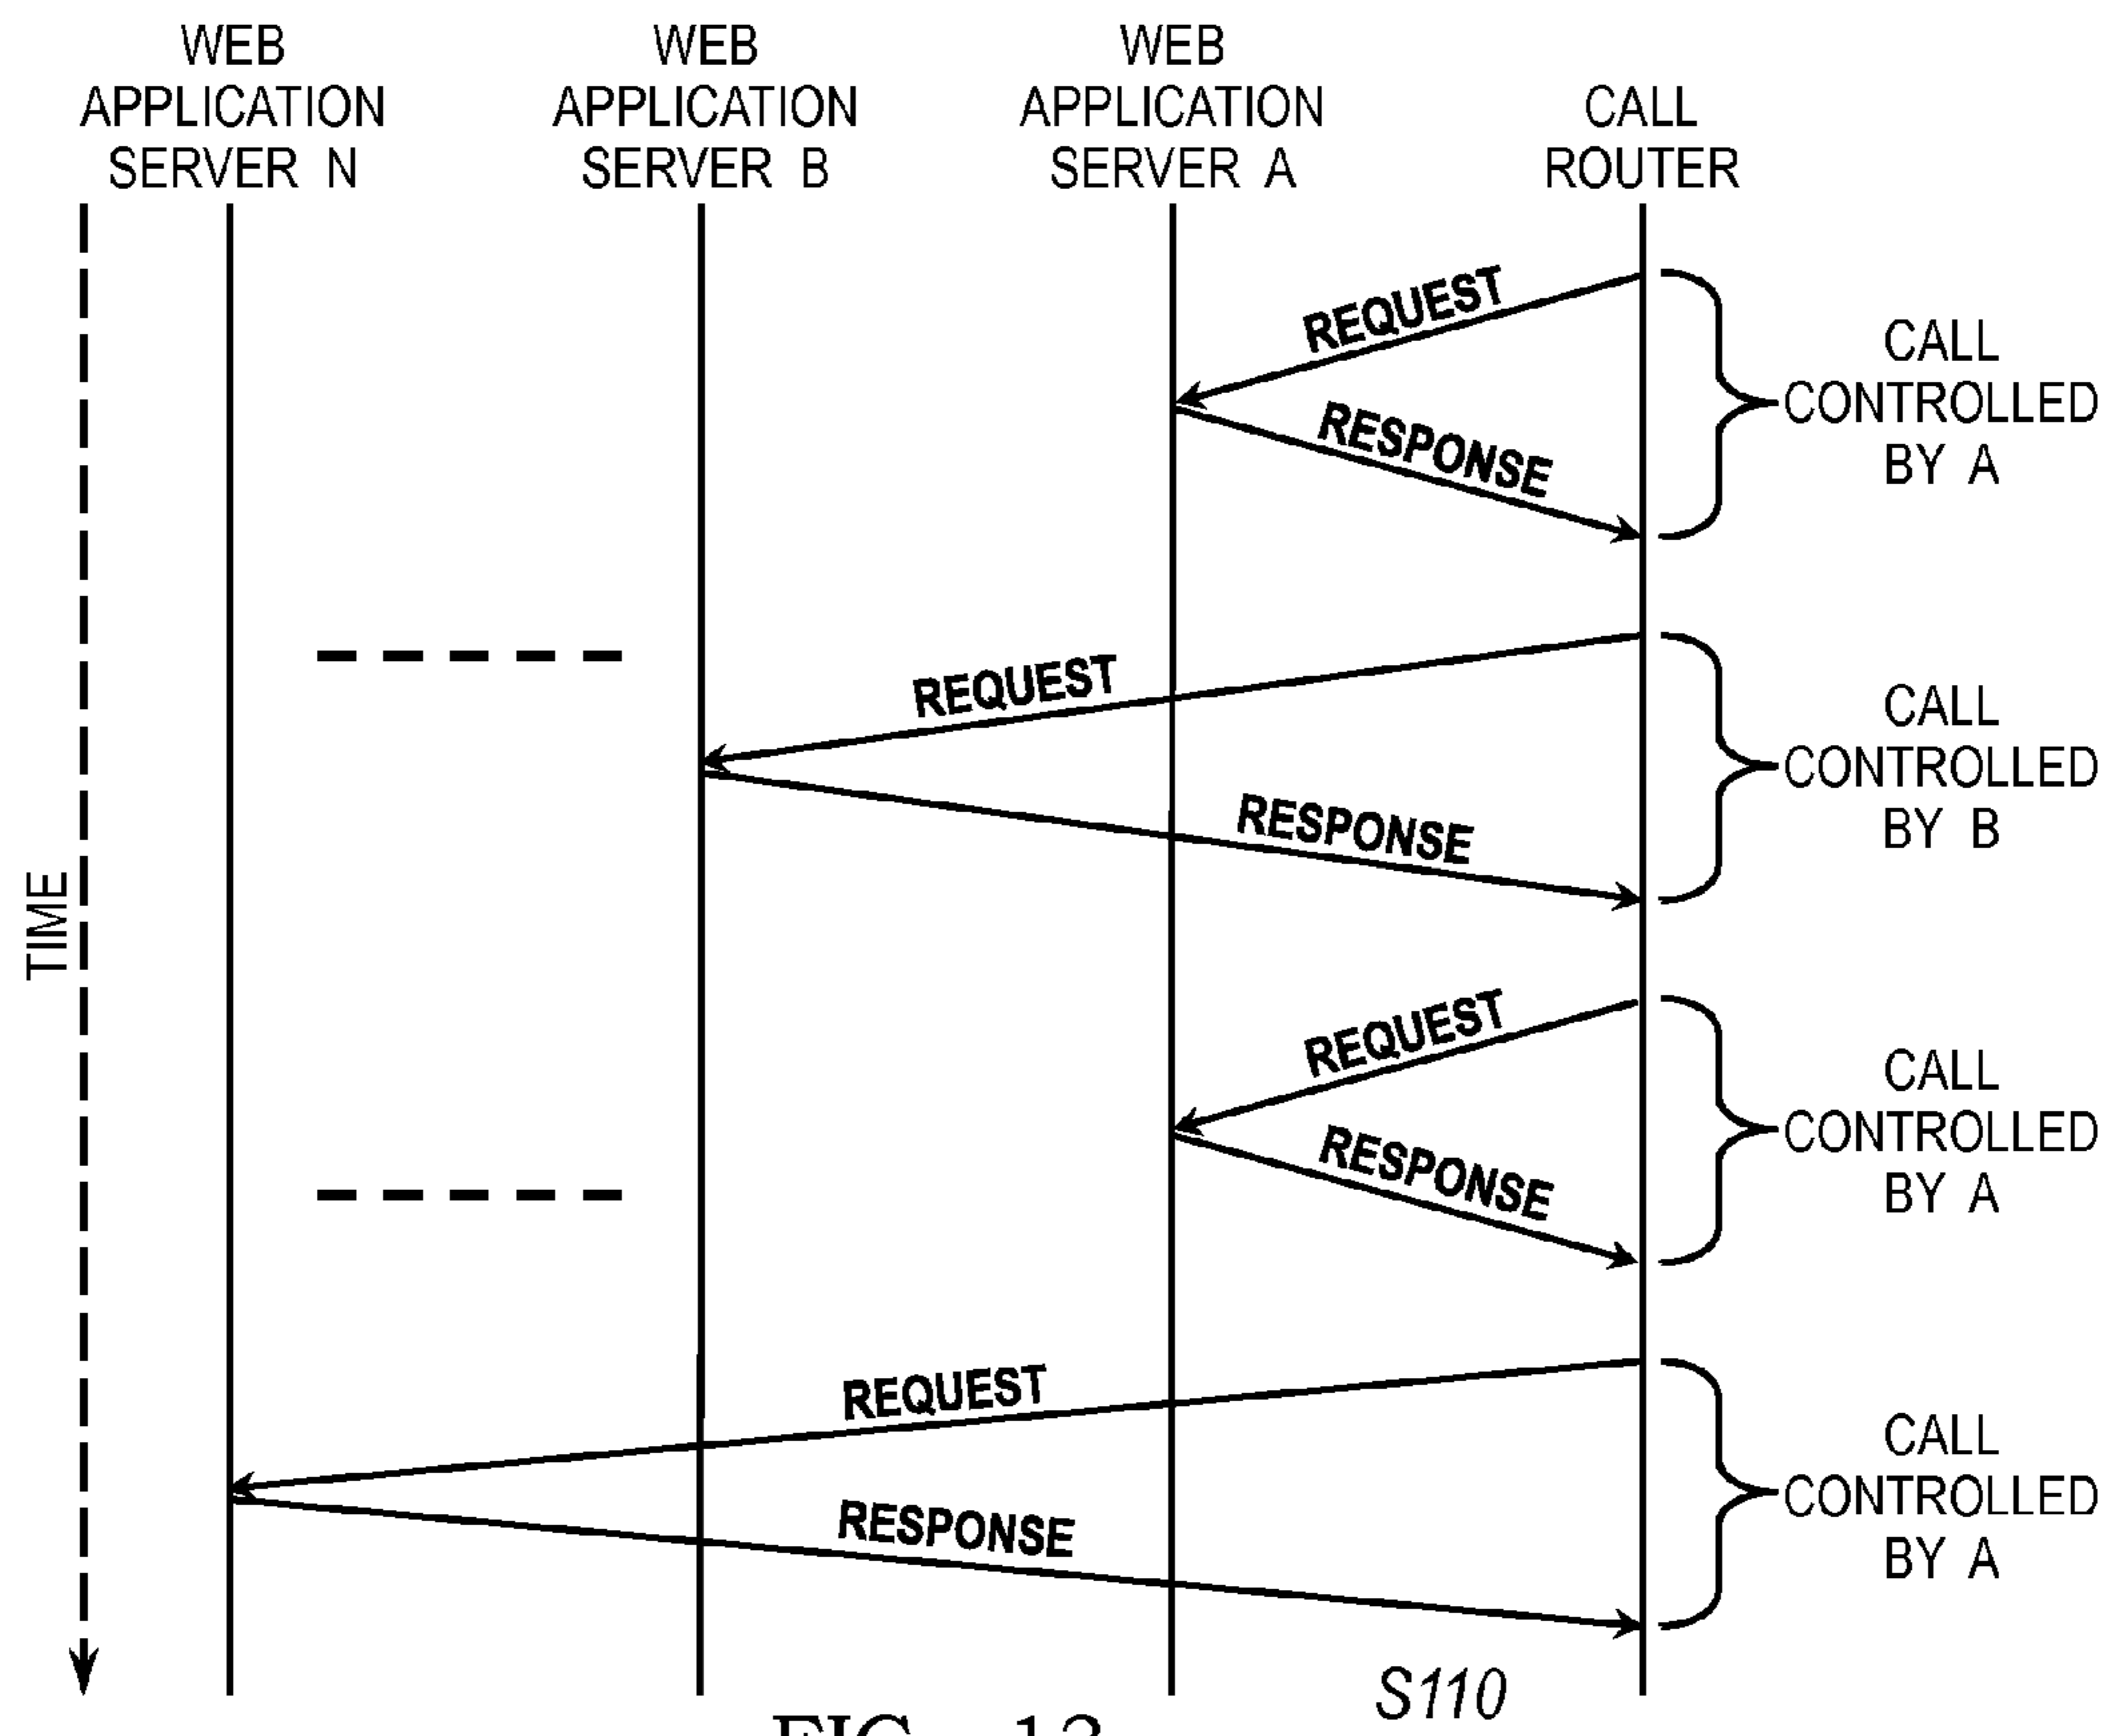 WEB
APPLICATION
SERVER N
WEB
APPLICATION
SERVER B
WEB
APPLICATION
SERVER A
CALL
ROUTER
REQUEST
RESPONSE
CALL
CONTROLLED
BY A
REQUEST
RESPONSE
CALL
CONTROLLED
BY B
TIME
REQUEST
RESPONSE
CALL
CONTROLLED
BY A
REQUEST
RESPONSE
CALL
CONTROLLED
BY A
S110
FIG.